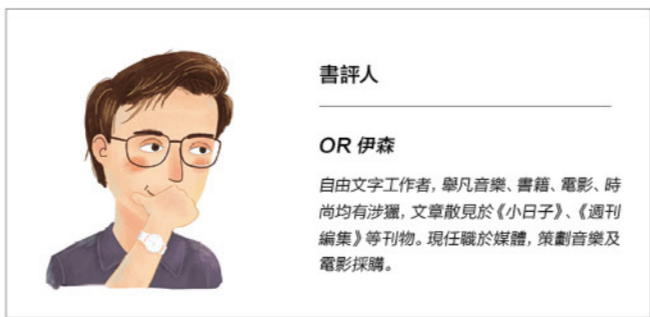 書評人
OR 伊森
自由文字工作者，舉凡音樂、書籍、電影、時
尚均有涉獵，文章散見於《小日子》、《週刊
編集》等刊物。現任職於媒體，策劃音樂及
電影採購。